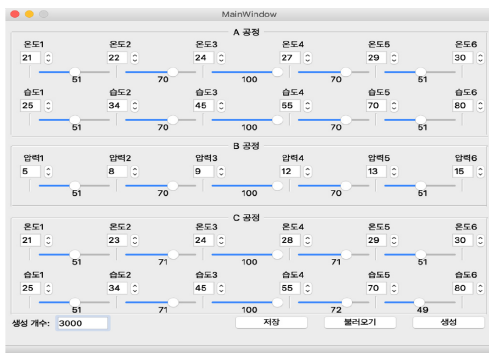 MainWindow
A 공정
온도1 온도2 온도3 온도4 온도5 온도6
21 22 24 27 29 30
51 70 100 70 51
습도1 습도2 습도3 습도4 습도5 습도6
25 34 45 55 70 80
51 70 100 70 51
B 공정
압력1 압력2 압력3 압력4 압력5 압력6
5 8 9 12 13 15
51 70 100 70 51
C 공정
온도1 온도2 온도3 온도4 온도5 온도6
21 23 24 28 29 30
51 71 100 71 51
습도1 습도2 습도3 습도4 습도5 습도6
25 34 45 55 70 80
51 71 100 72 49
생성 개수: 3000 저장 불러오기 생성